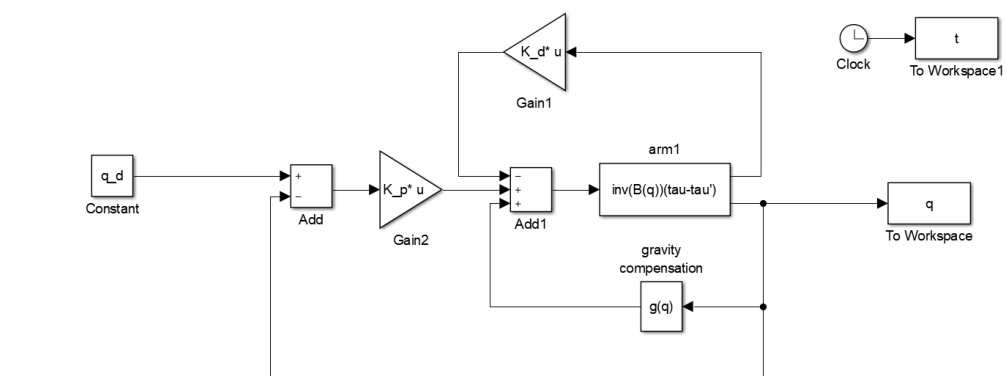 K_d* u
Gain1
Clock
t
To Workspace1
q_d
Constant
+
−
Add
K_p* u
Gain2
−
+
+
Add1
arm1
inv(B(q))(tau-tau')
q
To Workspace
gravity
compensation
g(q)